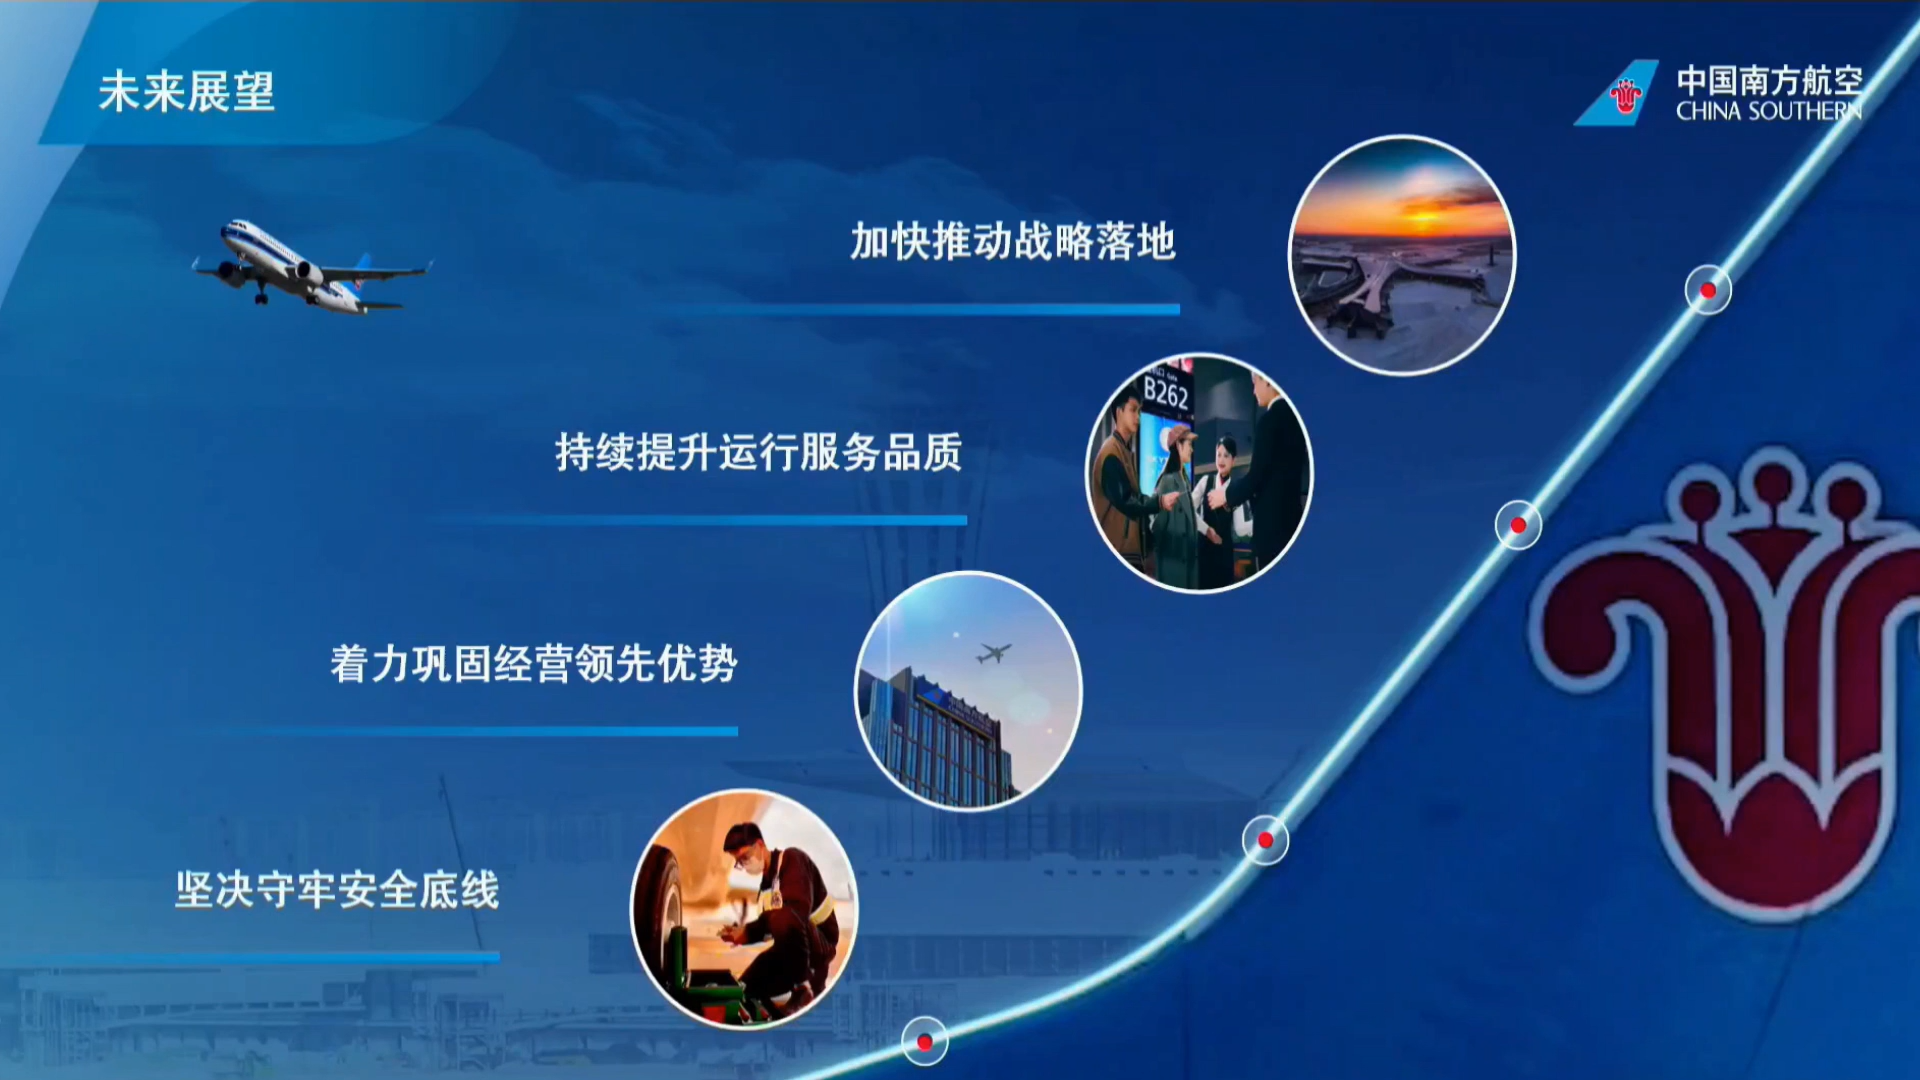 未来展望
中国南方航空
CHINA SOUTHERN
加快推动战略落地
B262
持续提升运行服务品质
着力巩固经营领先优势
坚决守牢安全底线